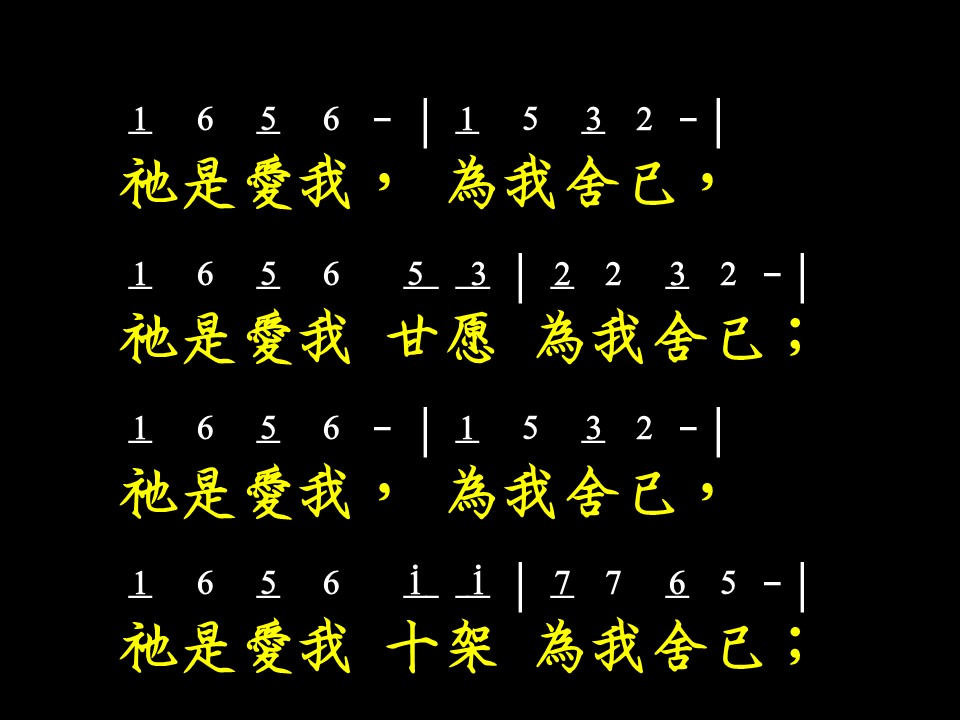 1 6 5 6 – | 1 5 3 2 – |
祂是愛我， 為我舍己，
1 6 5 6 5 3 | 2 2 3 2 – |
祂是愛我 甘愿 為我舍己；
1 6 5 6 – | 1 5 3 2 – |
祂是愛我， 為我舍己，
1 6 5 6 i i | 7 7 6 5 – |
祂是愛我 十架 為我舍己；